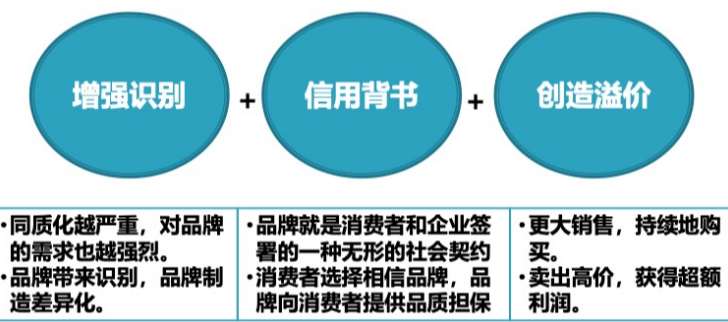 增强识别 + 信用背书 + 创造溢价
•同质化越严重，对品牌
的需求也越强烈。
•品牌带来识别，品牌制
造差异化。
•品牌就是消费者和企业签
署的一种无形的社会契约
•消费者选择相信品牌，品
牌向消费者提供品质担保
•更大销售，持续地购
买。
•卖出高价，获得超额
利润。